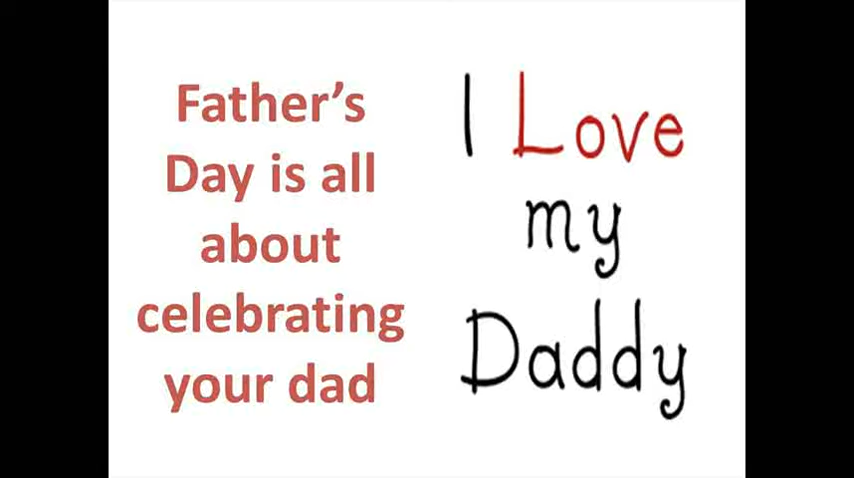 Father’s
Day is all
about
celebrating
your dad
I Love
my
Daddy